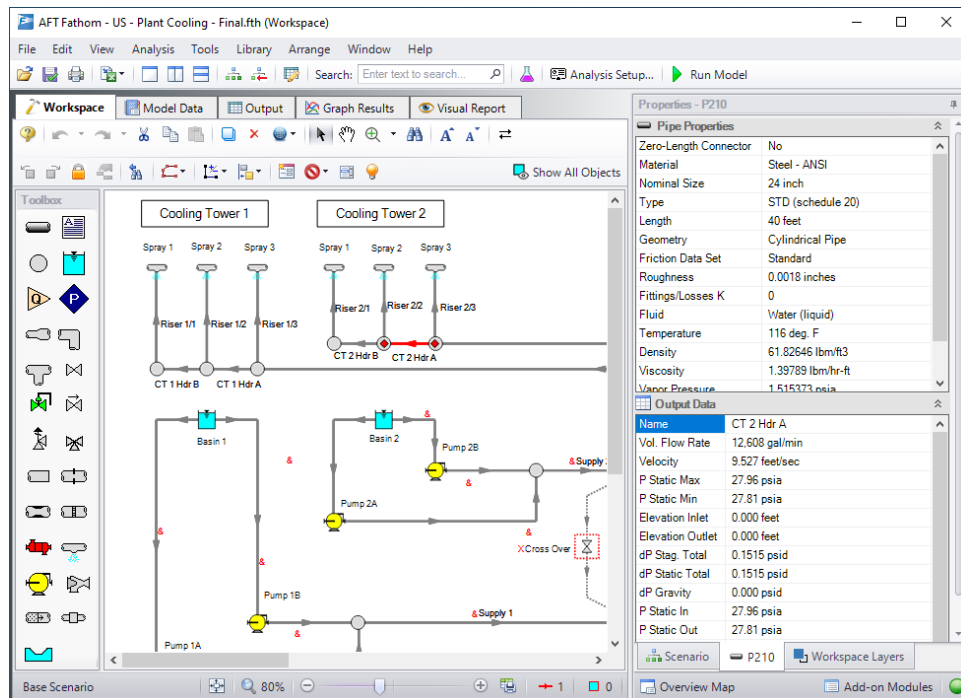 AFT Fathom - US - Plant Cooling - Final.fth (Workspace)
File Edit View Analysis Tools Library Arrange Window Help
Search: Enter text to search... Analysis Setup... Run Model
Workspace Model Data Output Graph Results Visual Report
Show All Objects
Toolbox
Cooling Tower 1 Cooling Tower 2
Spray 1 Spray 2 Spray 3 Spray 1 Spray 2 Spray 3
Riser 2/1 Riser 2/2 Riser 2/3
Riser 1/1 Riser 1/2 Riser 1/3
CT 2 Hdr B CT 2 Hdr A
CT 1 Hdr B CT 1 Hdr A
&
Basin 1 Basin 2
Pump 2B
& & Supply
&
Pump 2A
& &
X Cross Over
&
Pump 1B
& Supply 1
&
Pump 1A
Properties - P210
Pipe Properties
Zero-Length Connector No
Material Steel - ANSI
Nominal Size 24 inch
Type STD (schedule 20)
Length 40 feet
Geometry Cylindrical Pipe
Friction Data Set Standard
Roughness 0.0018 inches
Fittings/Losses K 0
Fluid Water (liquid)
Temperature 116 deg. F
Density 61.82646 lbm/ft3
Viscosity 1.39789 lbm/hr-ft
Vapor Pressure 1.515373 psia
Output Data
Name CT 2 Hdr A
Vol. Flow Rate 12,608 gal/min
Velocity 9.527 feet/sec
P Static Max 27.96 psia
P Static Min 27.81 psia
Elevation Inlet 0.000 feet
Elevation Outlet 0.000 feet
dP Stag. Total 0.1515 psid
dP Static Total 0.1515 psid
dP Gravity 0.000 psid
P Static In 27.96 psia
P Static Out 27.81 psia
Scenario P210 Workspace Layers
Base Scenario 80% 1 0 Overview Map Add-on Modules